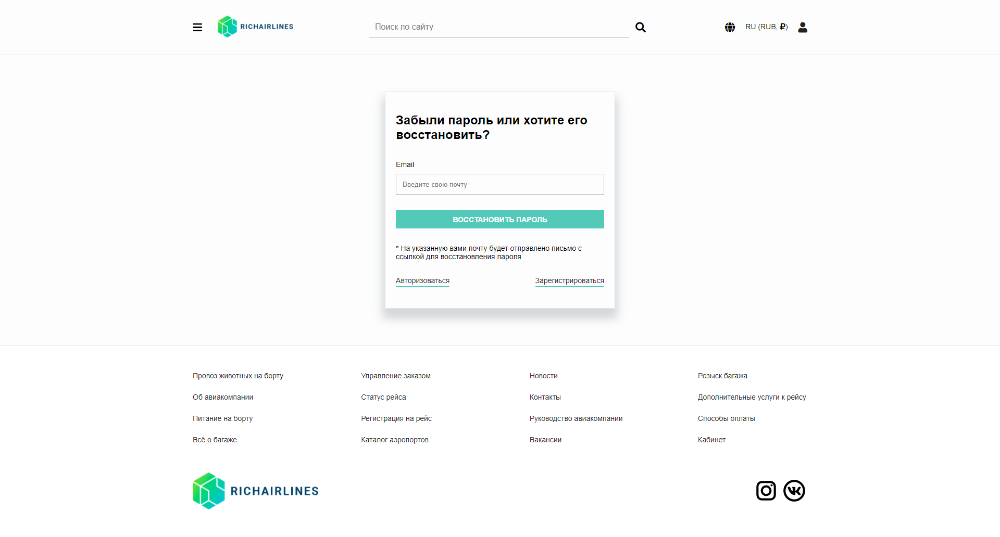 RICHAIRLINES
Поиск по сайту
RU (RUB, ₽)
Забыли пароль или хотите его
восстановить?
Email
Введите свою почту
ВОССТАНОВИТЬ ПАРОЛЬ
* На указанную вами почту будет отправлено письмо с
ссылкой для восстановления пароля
Авторизоваться
Зарегистрироваться
Провоз животных на борту
Управление заказом
Новости
Розыск багажа
Об авиакомпании
Статус рейса
Контакты
Дополнительные услуги к рейсу
Питание на борту
Регистрация на рейс
Руководство авиакомпании
Способы оплаты
Всё о багаже
Каталог аэропортов
Вакансии
Кабинет
RICHAIRLINES